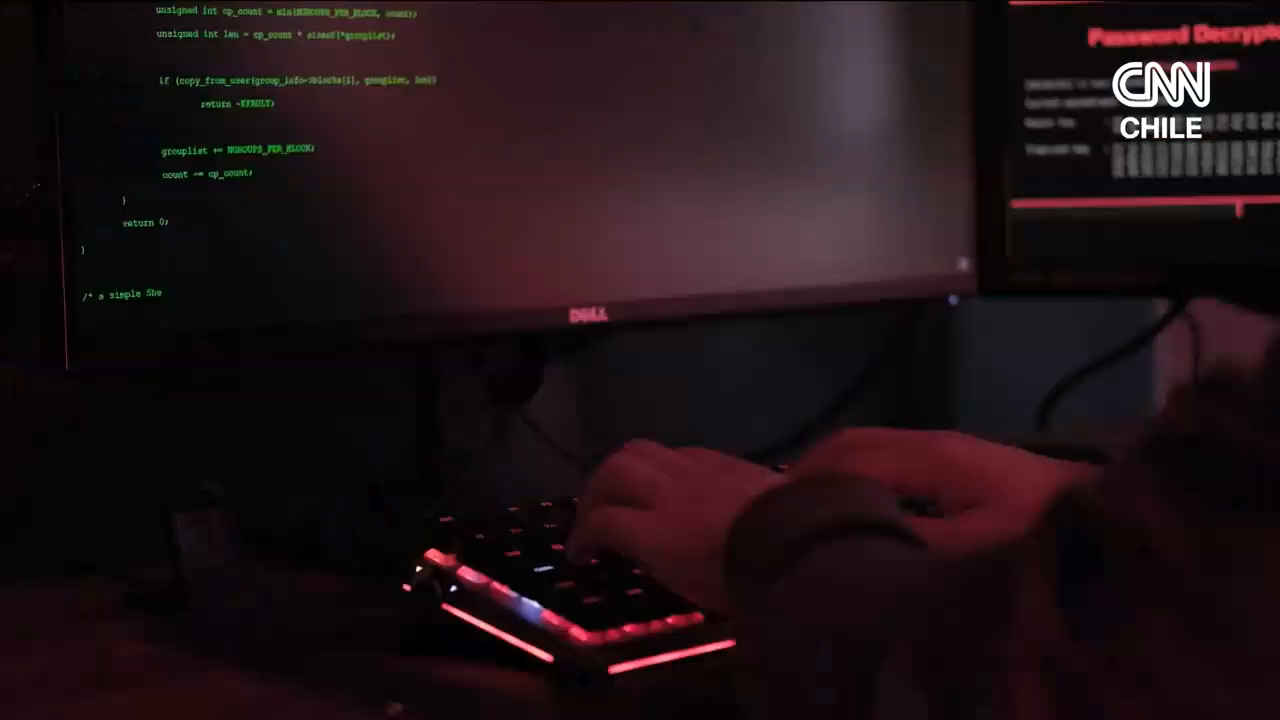 unsigned int cp_count = min(NGROUPS_PER_BLOCK, count);
unsigned int len = cp_count * sizeof(*grouplist);
if (copy_from_user(group_info->blocks[i], grouplist, len))
return -EFAULT;
grouplist += NGROUPS_PER_BLOCK;
count -= cp_count;
}
return 0;
}
/* a simple She
DELL
Password Decrypt
CNN
CHILE